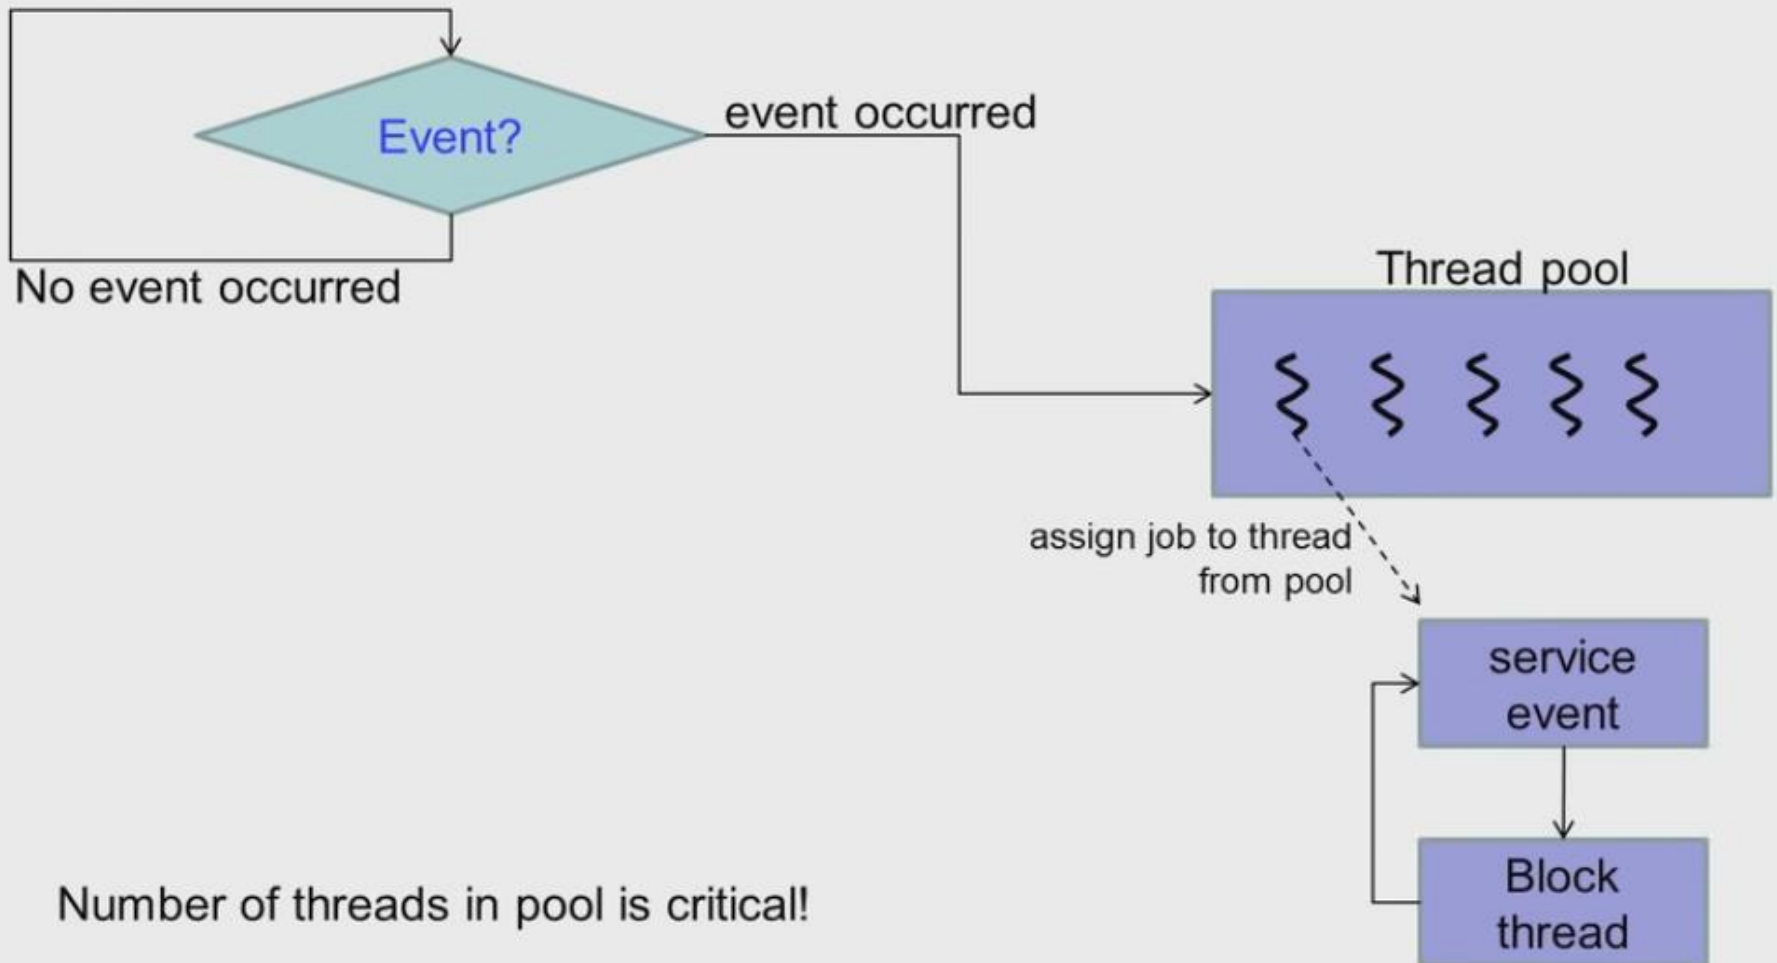 Event?
event occurred
No event occurred
Thread pool
assign job to thread
from pool
service
event
Block
thread
Number of threads in pool is critical!